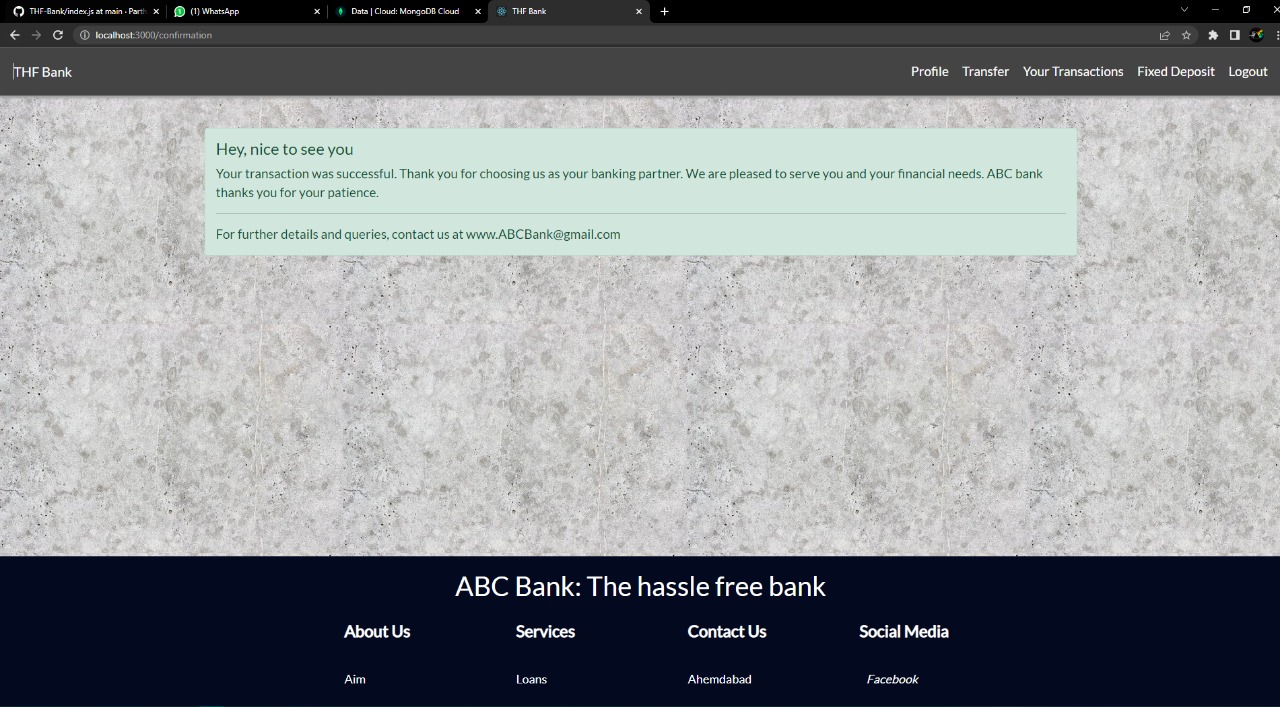 THF-Bank/index.js at main · Parth
(1) WhatsApp
Data | Cloud: MongoDB Cloud
THF Bank
localhost:3000/confirmation
THF Bank
Profile
Transfer
Your Transactions
Fixed Deposit
Logout
Hey, nice to see you
Your transaction was successful. Thank you for choosing us as your banking partner. We are pleased to serve you and your financial needs. ABC bank
thanks you for your patience.
For further details and queries, contact us at www.ABCBank@gmail.com
ABC Bank: The hassle free bank
About Us
Services
Contact Us
Social Media
Aim
Loans
Ahemdabad
Facebook